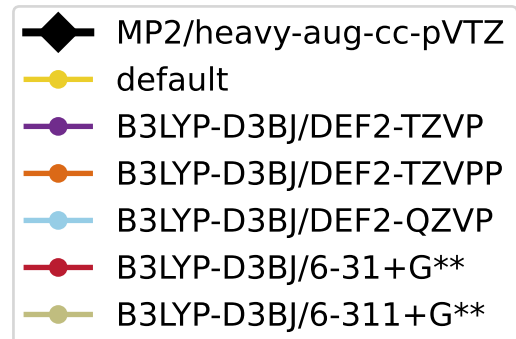 MP2/heavy-aug-cc-pVTZ
default
B3LYP-D3BJ/DEF2-TZVP
B3LYP-D3BJ/DEF2-TZVPP
B3LYP-D3BJ/DEF2-QZVP
B3LYP-D3BJ/6-31+G**
B3LYP-D3BJ/6-311+G**